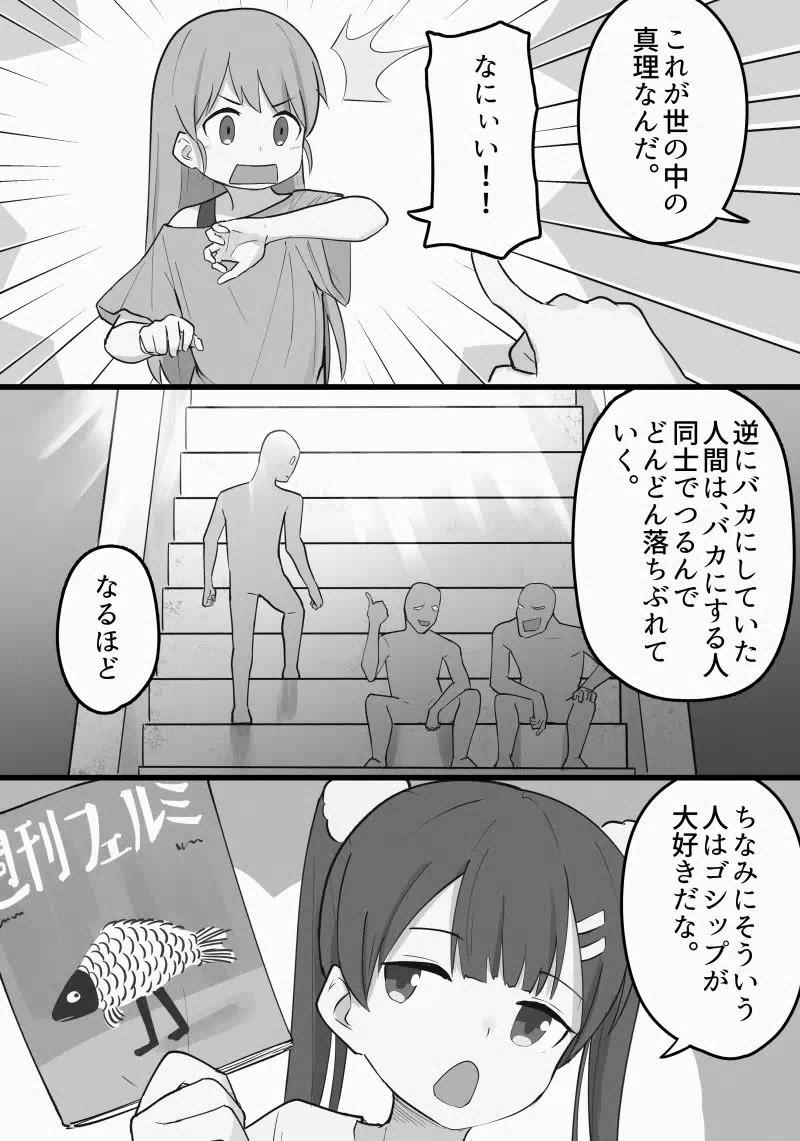 これが世の中の
真理なんだ。
なにぃい!!
逆にバカにしていた
人間は、バカにする人
同士でつるんで
どんどん落ちぶれて
いく。
なるほど
ちなみにそういう
人はゴシップが
大好きだな。
週刊フェルミ